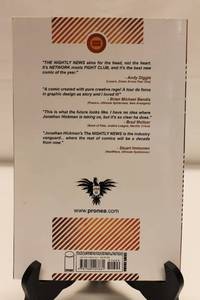 "THE NIGHTLY NEWS aims for the head, not the heart.
It's NETWORK meets FIGHT CLUB, and it's the best new
comic of the year."
-Andy Diggle
"A comic created with pure creative rage! A tour de force
in graphic design as story and I loved it!"
- Brian Michael Bendis
"This is what the future looks like. I have no idea where
Jonathan Hickman is taking us, but it's so clear he does."
- Brad Meltzer
"Jonathan Hickman's The NIGHTLY NEWS is the industry
vanguard... where the rest of comics will be a decade
from now."
- Stuart Immonen
www.pronea.com